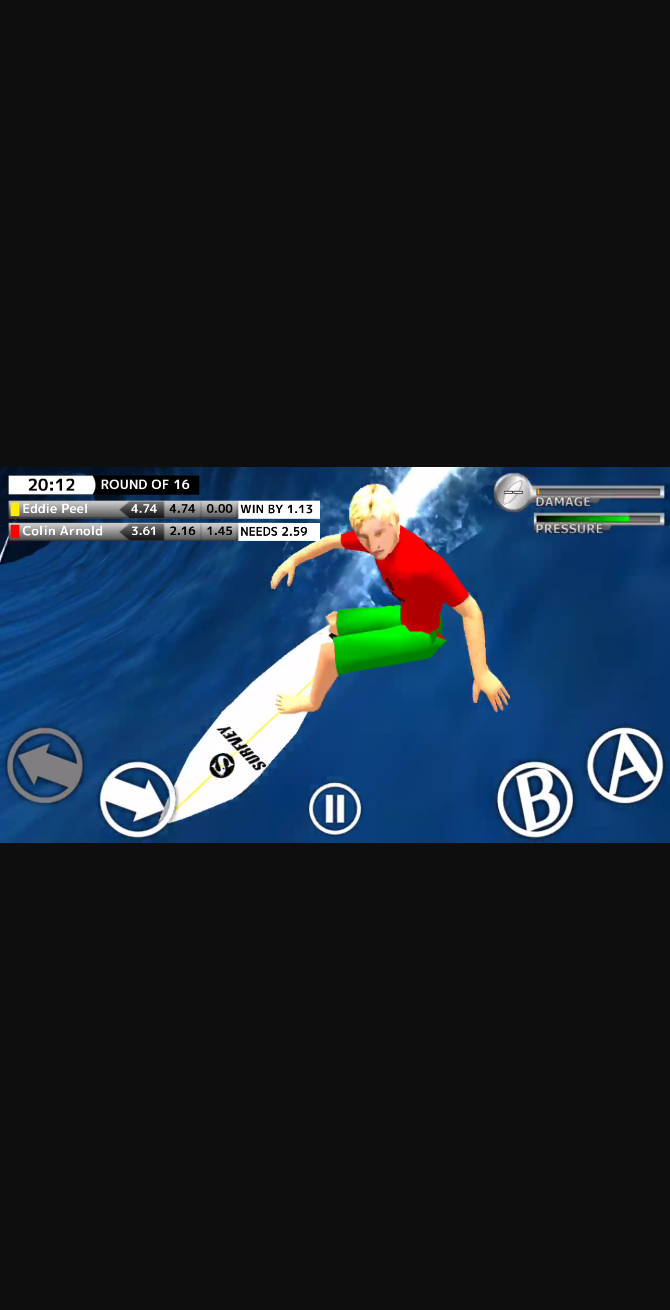 20:12 ROUND OF 16
Eddie Peel 4.74 4.74 0.00 WIN BY 1.13
Colin Arnold 3.61 2.16 1.45 NEEDS 2.59
DAMAGE
PRESSURE
SURFVEY
S
A
B